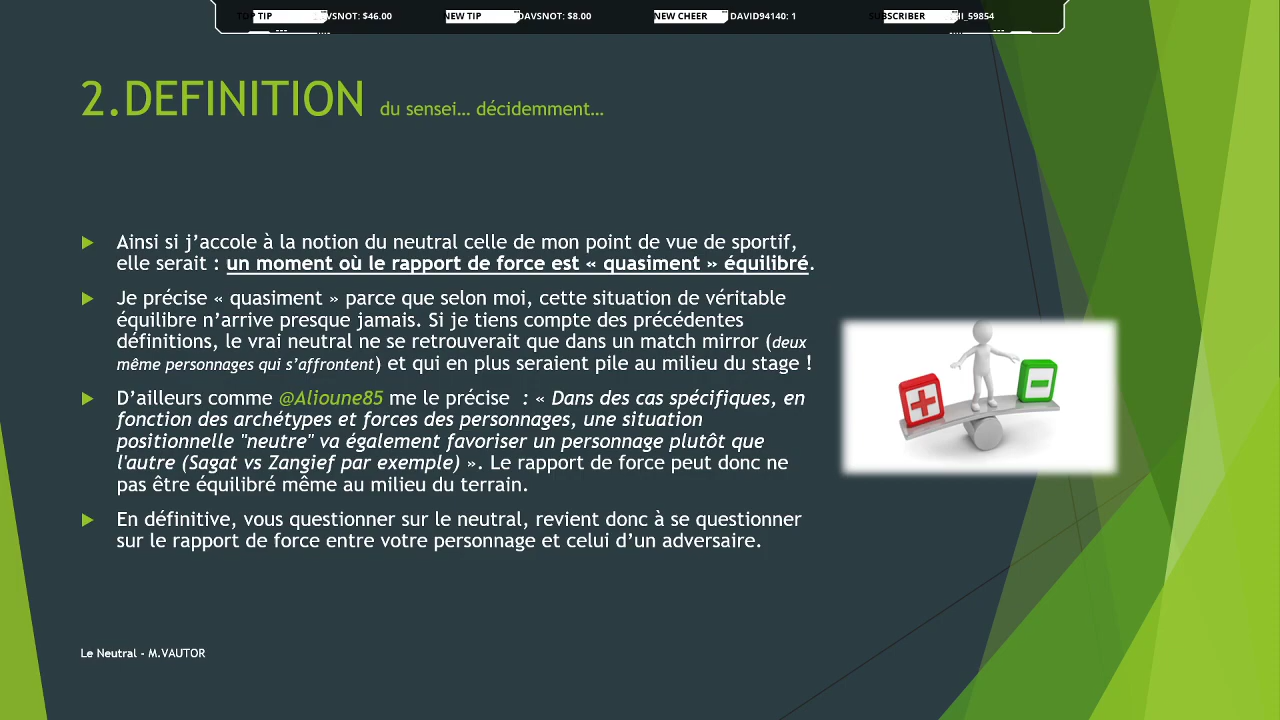 TOP TIP VSNOT: $46.00 NEW TIP DAVSNOT: $8.00 NEW CHEER DAVID94140: 1 SUBSCRIBER I_59854
2.DEFINITION du sensei… décidemment…
Ainsi si j’accole à la notion du neutral celle de mon point de vue de sportif,
elle serait : un moment où le rapport de force est « quasiment » équilibré.
Je précise « quasiment » parce que selon moi, cette situation de véritable
équilibre n’arrive presque jamais. Si je tiens compte des précédentes
définitions, le vrai neutral ne se retrouverait que dans un match mirror (deux
même personnages qui s’affrontent) et qui en plus seraient pile au milieu du stage !
D’ailleurs comme @Alioune85 me le précise : « Dans des cas spécifiques, en
fonction des archétypes et forces des personnages, une situation
positionnelle "neutre" va également favoriser un personnage plutôt que
l'autre (Sagat vs Zangief par exemple) ». Le rapport de force peut donc ne
pas être équilibré même au milieu du terrain.
En définitive, vous questionner sur le neutral, revient donc à se questionner
sur le rapport de force entre votre personnage et celui d’un adversaire.
Le Neutral - M.VAUTOR